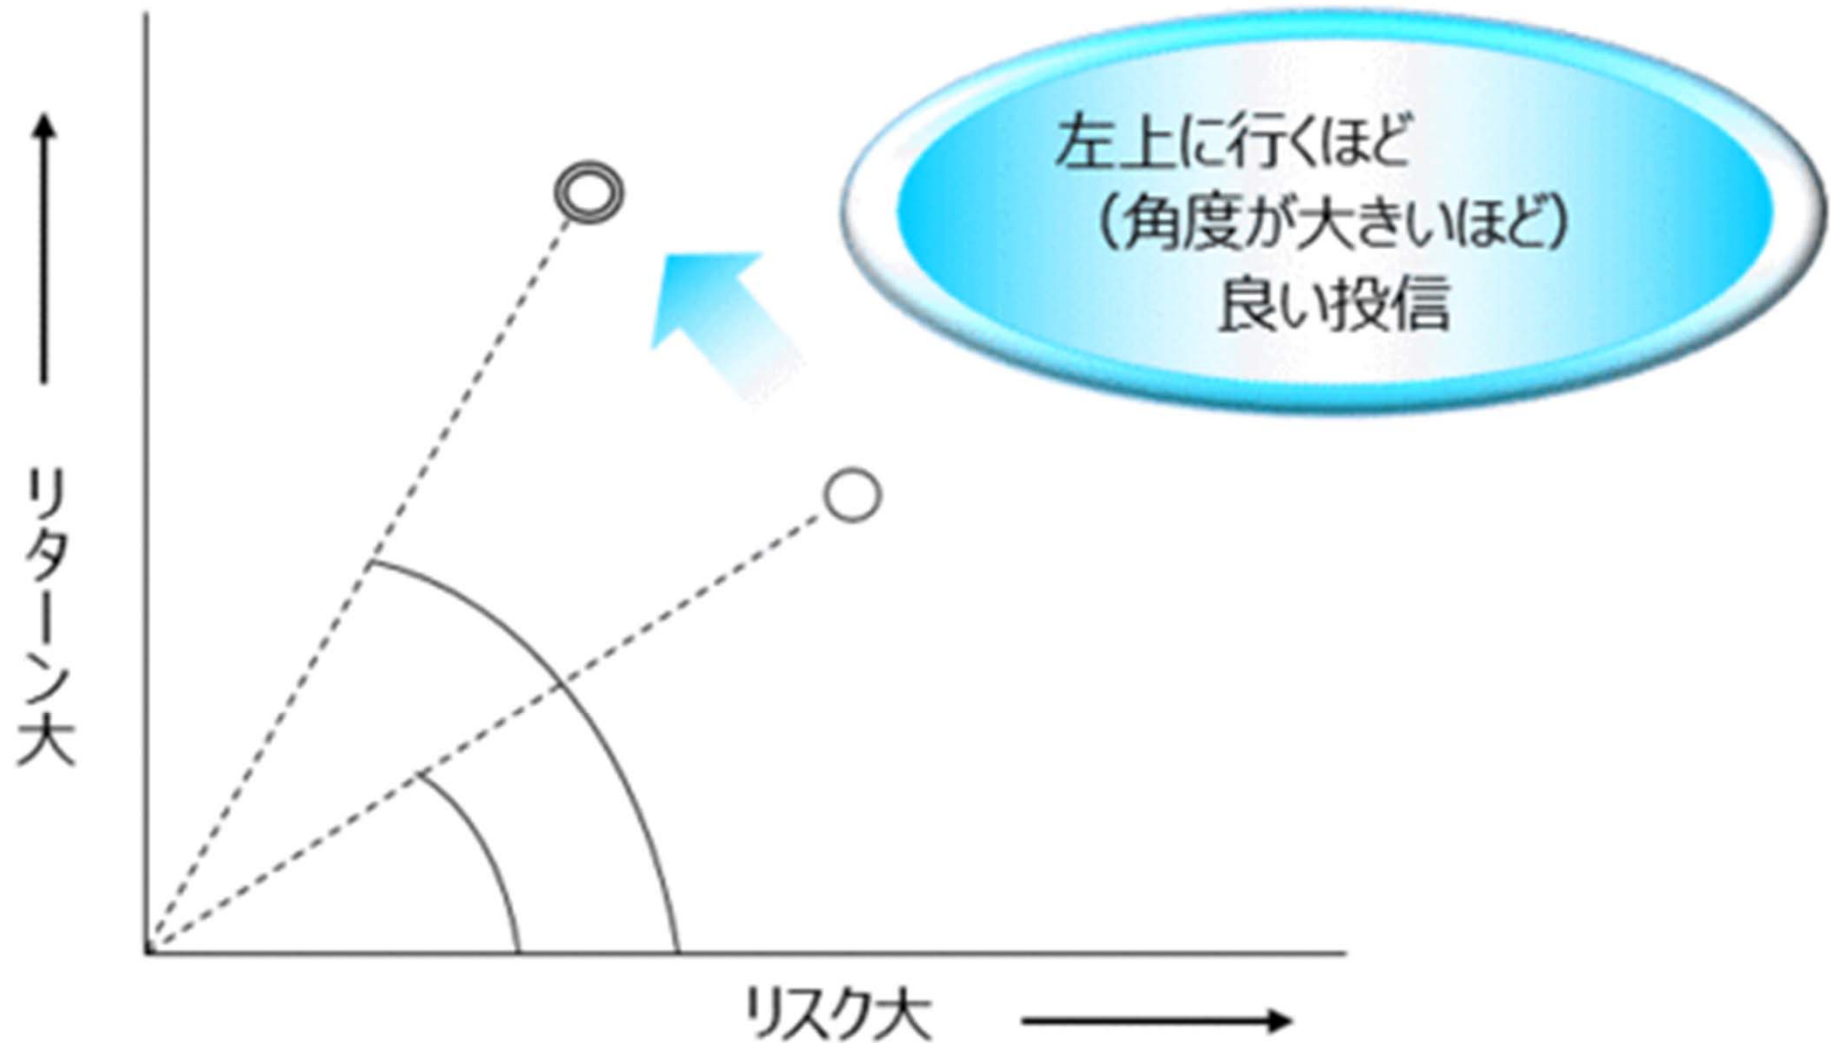 左上に行くほど
（角度が大きいほど）
良い投信
リターン大
リスク大